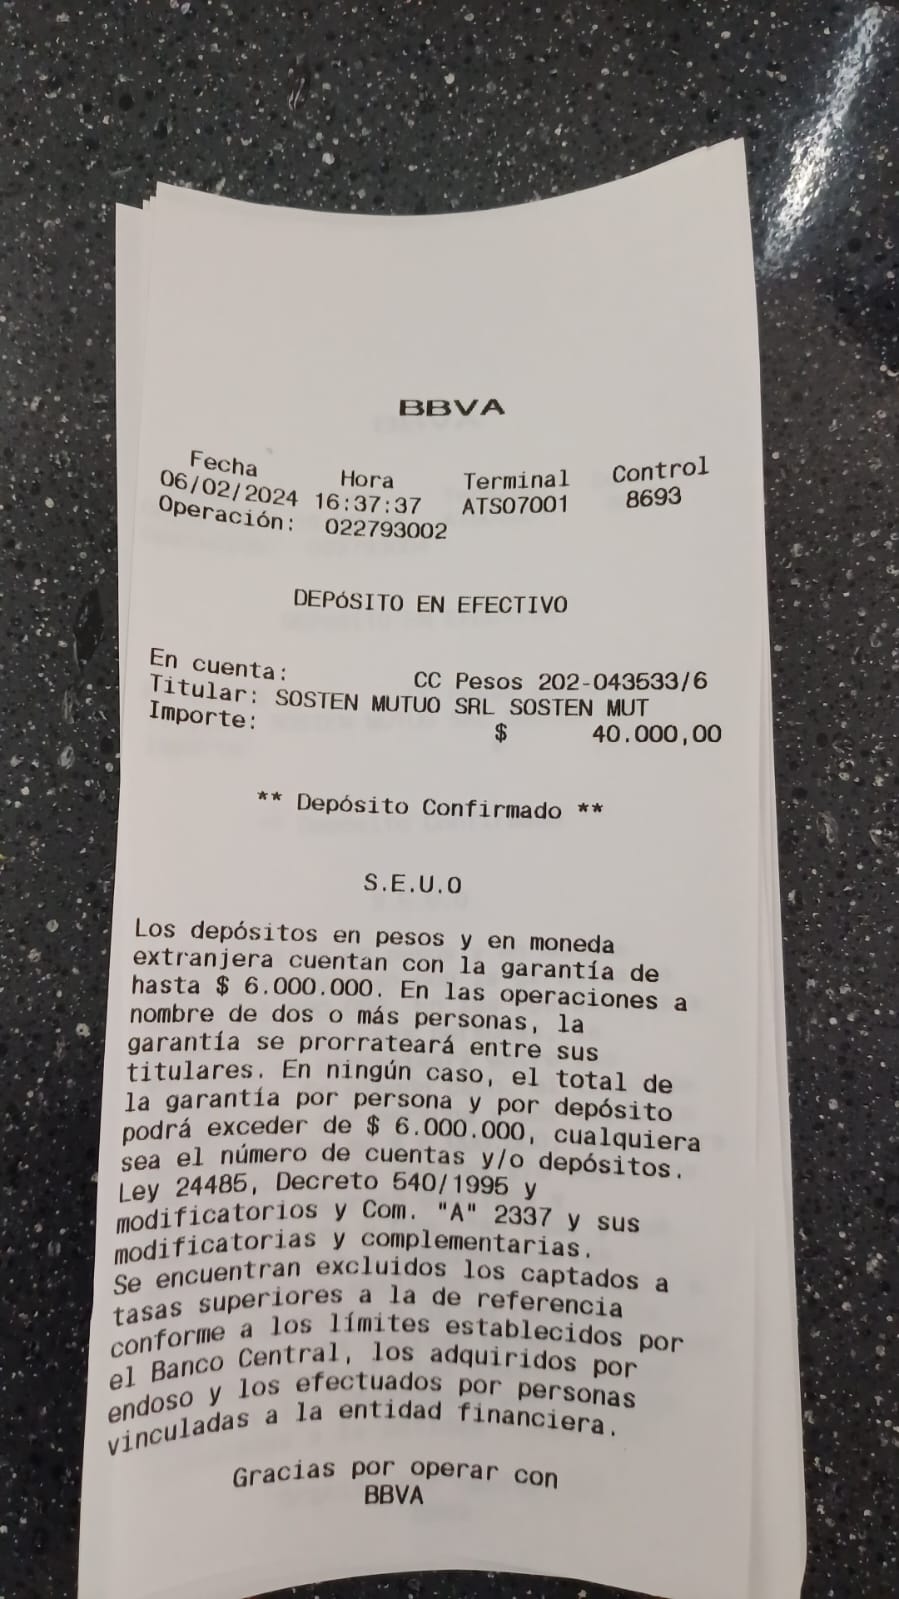 BBVA
Fecha Hora Terminal Control
06/02/2024 16:37:37 ATS07001 8693
Operación: 022793002
DEPóSITO EN EFECTIVO
En cuenta: CC Pesos 202-043533/6
Titular: SOSTEN MUTUO SRL SOSTEN MUT
Importe: $ 40.000,00
** Depósito Confirmado **
S.E.U.O
Los depósitos en pesos y en moneda
extranjera cuentan con la garantía de
hasta $ 6.000.000. En las operaciones a
nombre de dos o más personas, la
garantía se prorrateará entre sus
titulares. En ningún caso, el total de
la garantía por persona y por depósito
podrá exceder de $ 6.000.000, cualquiera
sea el número de cuentas y/o depósitos.
Ley 24485, Decreto 540/1995 y
modificatorios y Com. "A" 2337 y sus
modificatorias y complementarias.
Se encuentran excluidos los captados a
tasas superiores a la de referencia
conforme a los límites establecidos por
el Banco Central, los adquiridos por
endoso y los efectuados por personas
vinculadas a la entidad financiera.
Gracias por operar con
BBVA